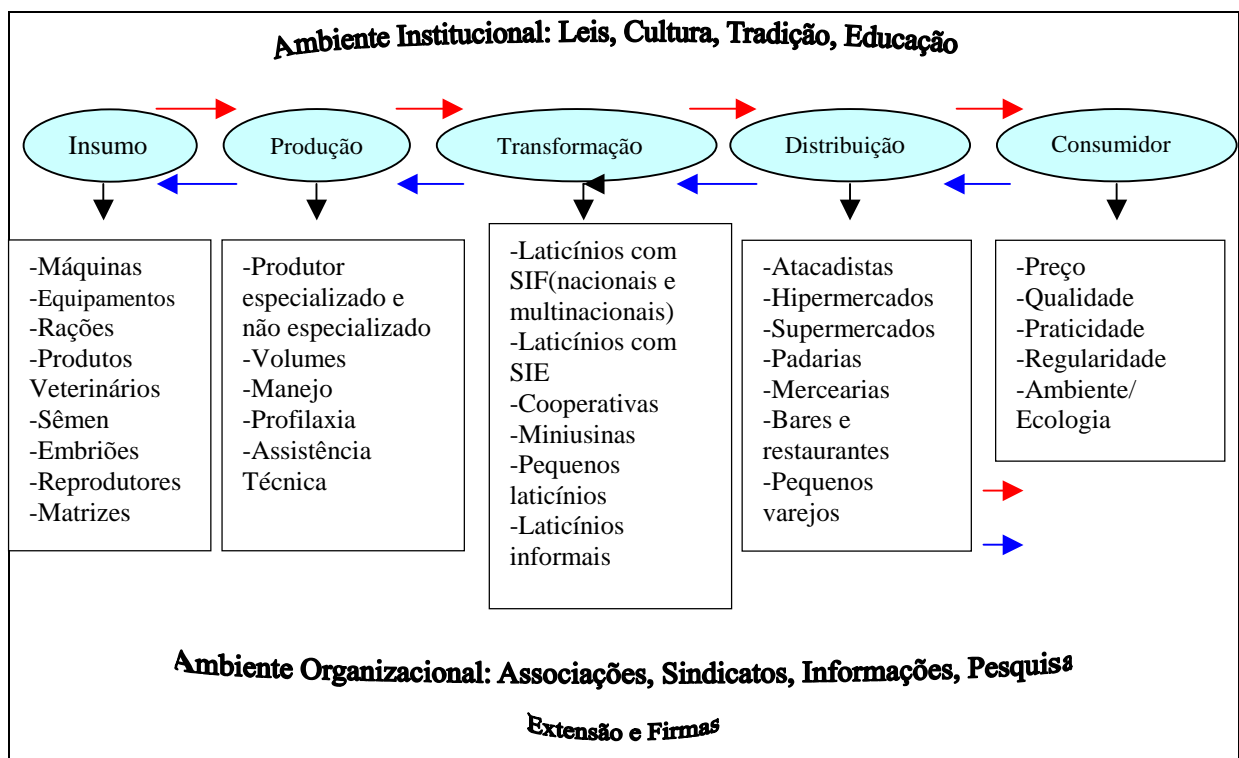 Ambiente Institucional: Leis, Cultura, Tradição, Educação
Insumo
Produção
Transformação
Distribuição
Consumidor
-Máquinas
-Equipamentos
-Rações
-Produtos
Veterinários
-Sêmen
-Embriões
-Reprodutores
-Matrizes
-Produtor
especializado e
não especializado
-Volumes
-Manejo
-Profilaxia
-Assistência
Técnica
-Laticínios com
SIF(nacionais e
multinacionais)
-Laticínios com
SIE
-Cooperativas
-Miniusinas
-Pequenos
laticínios
-Laticínios
informais
-Atacadistas
-Hipermercados
-Supermercados
-Padarias
-Mercearias
-Bares e
restaurantes
-Pequenos
varejos
-Preço
-Qualidade
-Praticidade
-Regularidade
-Ambiente/
Ecologia
Ambiente Organizacional: Associações, Sindicatos, Informações, Pesquisa
Extensão e Firmas